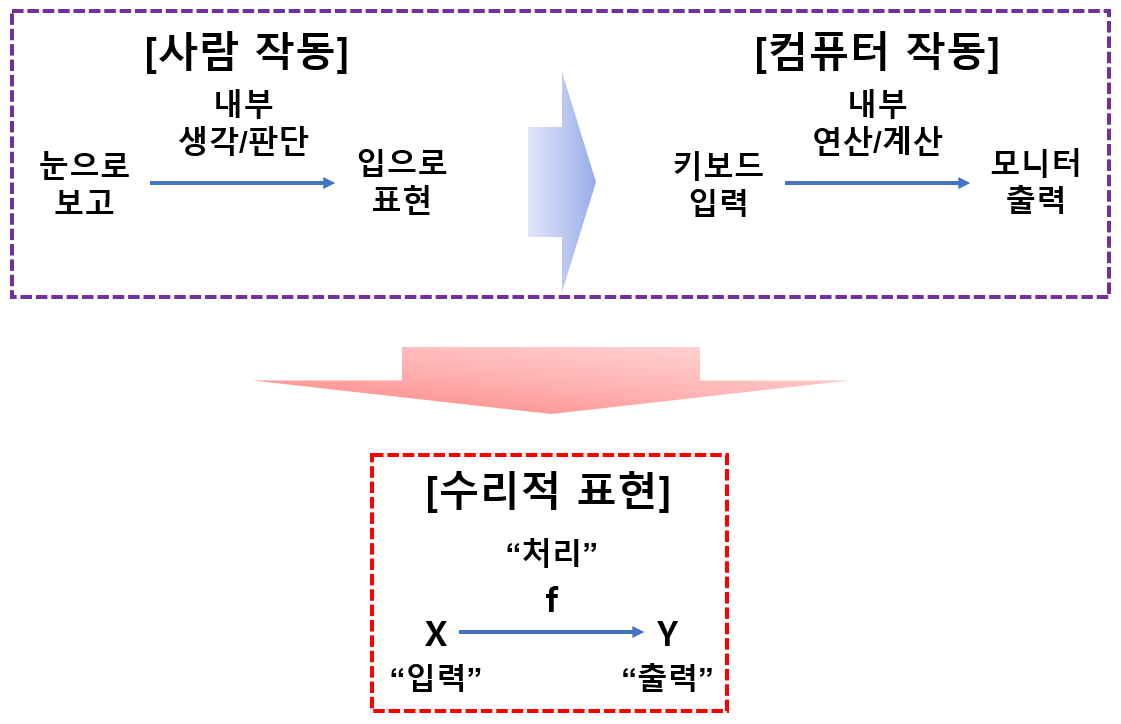 [사람 작동]
내부
생각/판단
눈으로
보고
입으로
표현
[컴퓨터 작동]
내부
연산/계산
키보드
입력
모니터
출력
[수리적 표현]
“처리”
f
X
Y
“입력”
“출력”